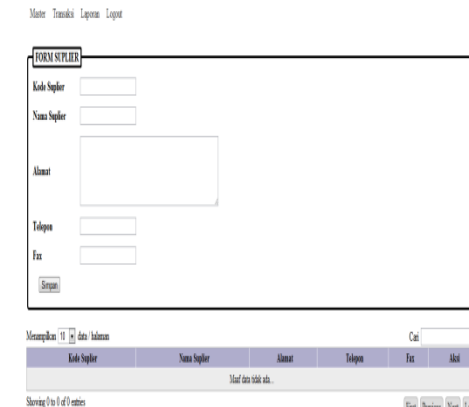 Master Transaksi Laporan Logout
FORM SUPLIER
Kode Suplier
Nama Suplier
Alamat
Telepon
Fax
Simpan
Menampilkan 10 data / halaman Cari
Kode Suplier Nama Suplier Alamat Telepon Fax Aksi
Maaf data tidak ada...
Showing 0 to 0 of 0 entries First Previous Next